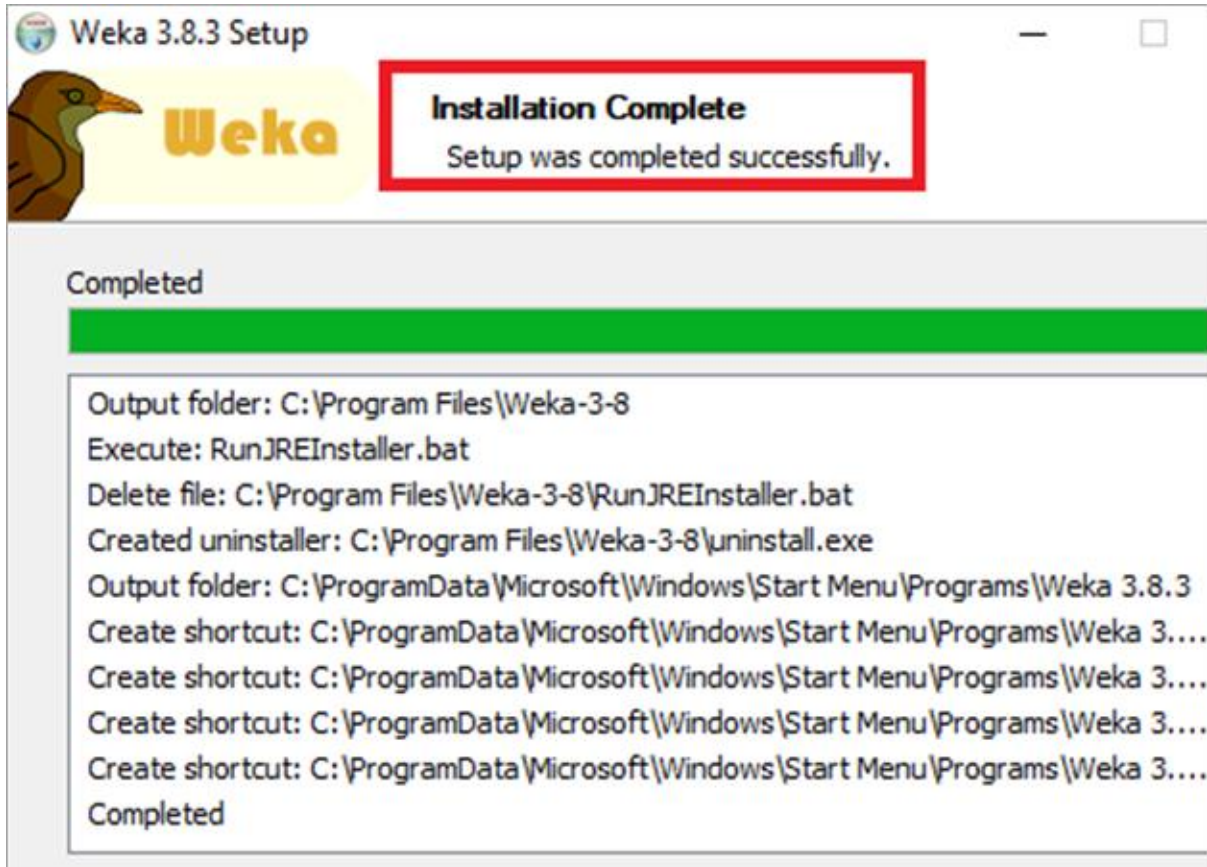 Weka 3.8.3 Setup
Weka
Installation Complete
Setup was completed successfully.
Completed
Output folder: C:\Program Files\Weka-3-8
Execute: RunJREInstaller.bat
Delete file: C:\Program Files\Weka-3-8\RunJREInstaller.bat
Created uninstaller: C:\Program Files\Weka-3-8\uninstall.exe
Output folder: C:\ProgramData\Microsoft\Windows\Start Menu\Programs\Weka 3.8.3
Create shortcut: C:\ProgramData\Microsoft\Windows\Start Menu\Programs\Weka 3....
Create shortcut: C:\ProgramData\Microsoft\Windows\Start Menu\Programs\Weka 3....
Create shortcut: C:\ProgramData\Microsoft\Windows\Start Menu\Programs\Weka 3....
Create shortcut: C:\ProgramData\Microsoft\Windows\Start Menu\Programs\Weka 3....
Completed